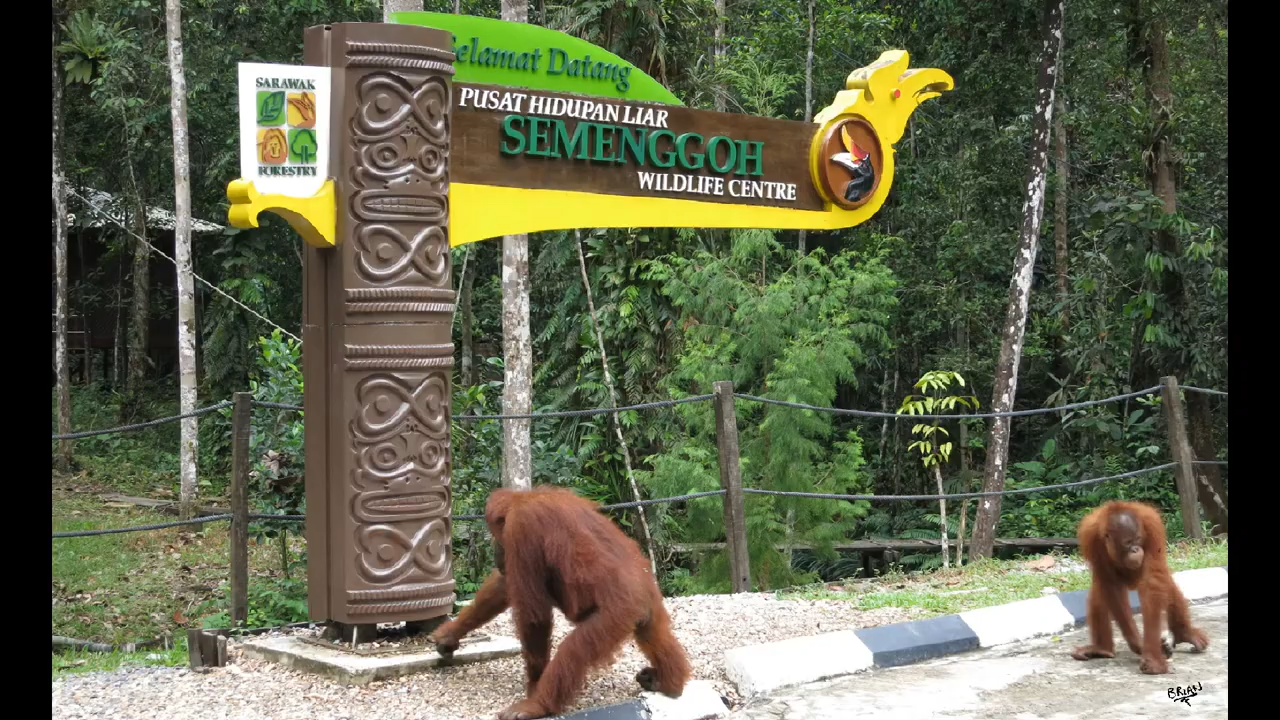 SARAWAK
FORESTRY
Selamat Datang
PUSAT HIDUPAN LIAR
SEMENGGOH
WILDLIFE CENTRE
BRIAN